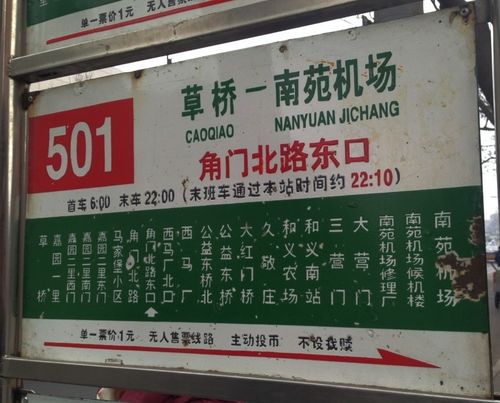 单一票价1元 无人售票
501
草桥—南苑机场
CAOQIAO NANYUAN JICHANG
角门北路东口
首车 6:00 末车 22:00 (末班车通过本站时间约 22:10)
草桥
嘉园一里
嘉园三里西门
嘉园三里南门
嘉园二里东门
马家堡小区
角门北路
角门北路东口
西马厂北口
西马厂
公益东桥北
公益东桥
大红门桥
久敬庄
和义农场
和义南站
三营门
大营门
南苑机场修理厂
南苑机场候机楼
南苑机场
单一票价1元 无人售票线路 主动投币 不设找赎